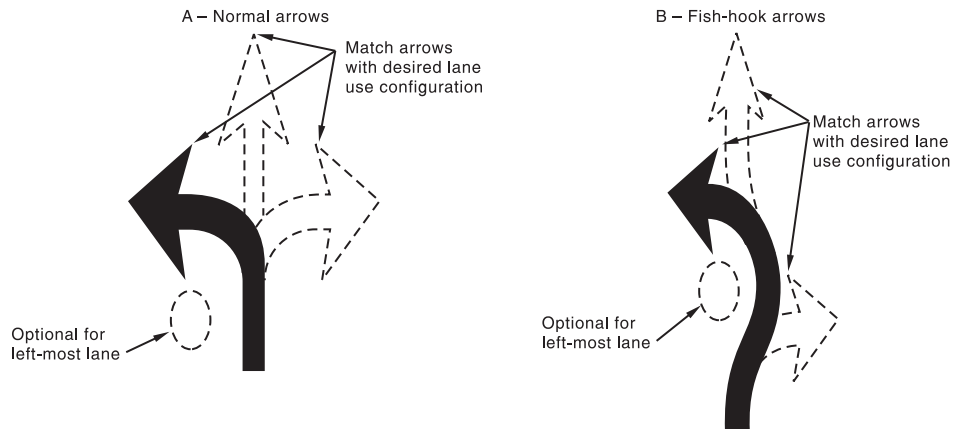 A – Normal arrows
Match arrows
with desired lane
use configuration
Optional for
left-most lane
B – Fish-hook arrows
Match arrows
with desired lane
use configuration
Optional for
left-most lane